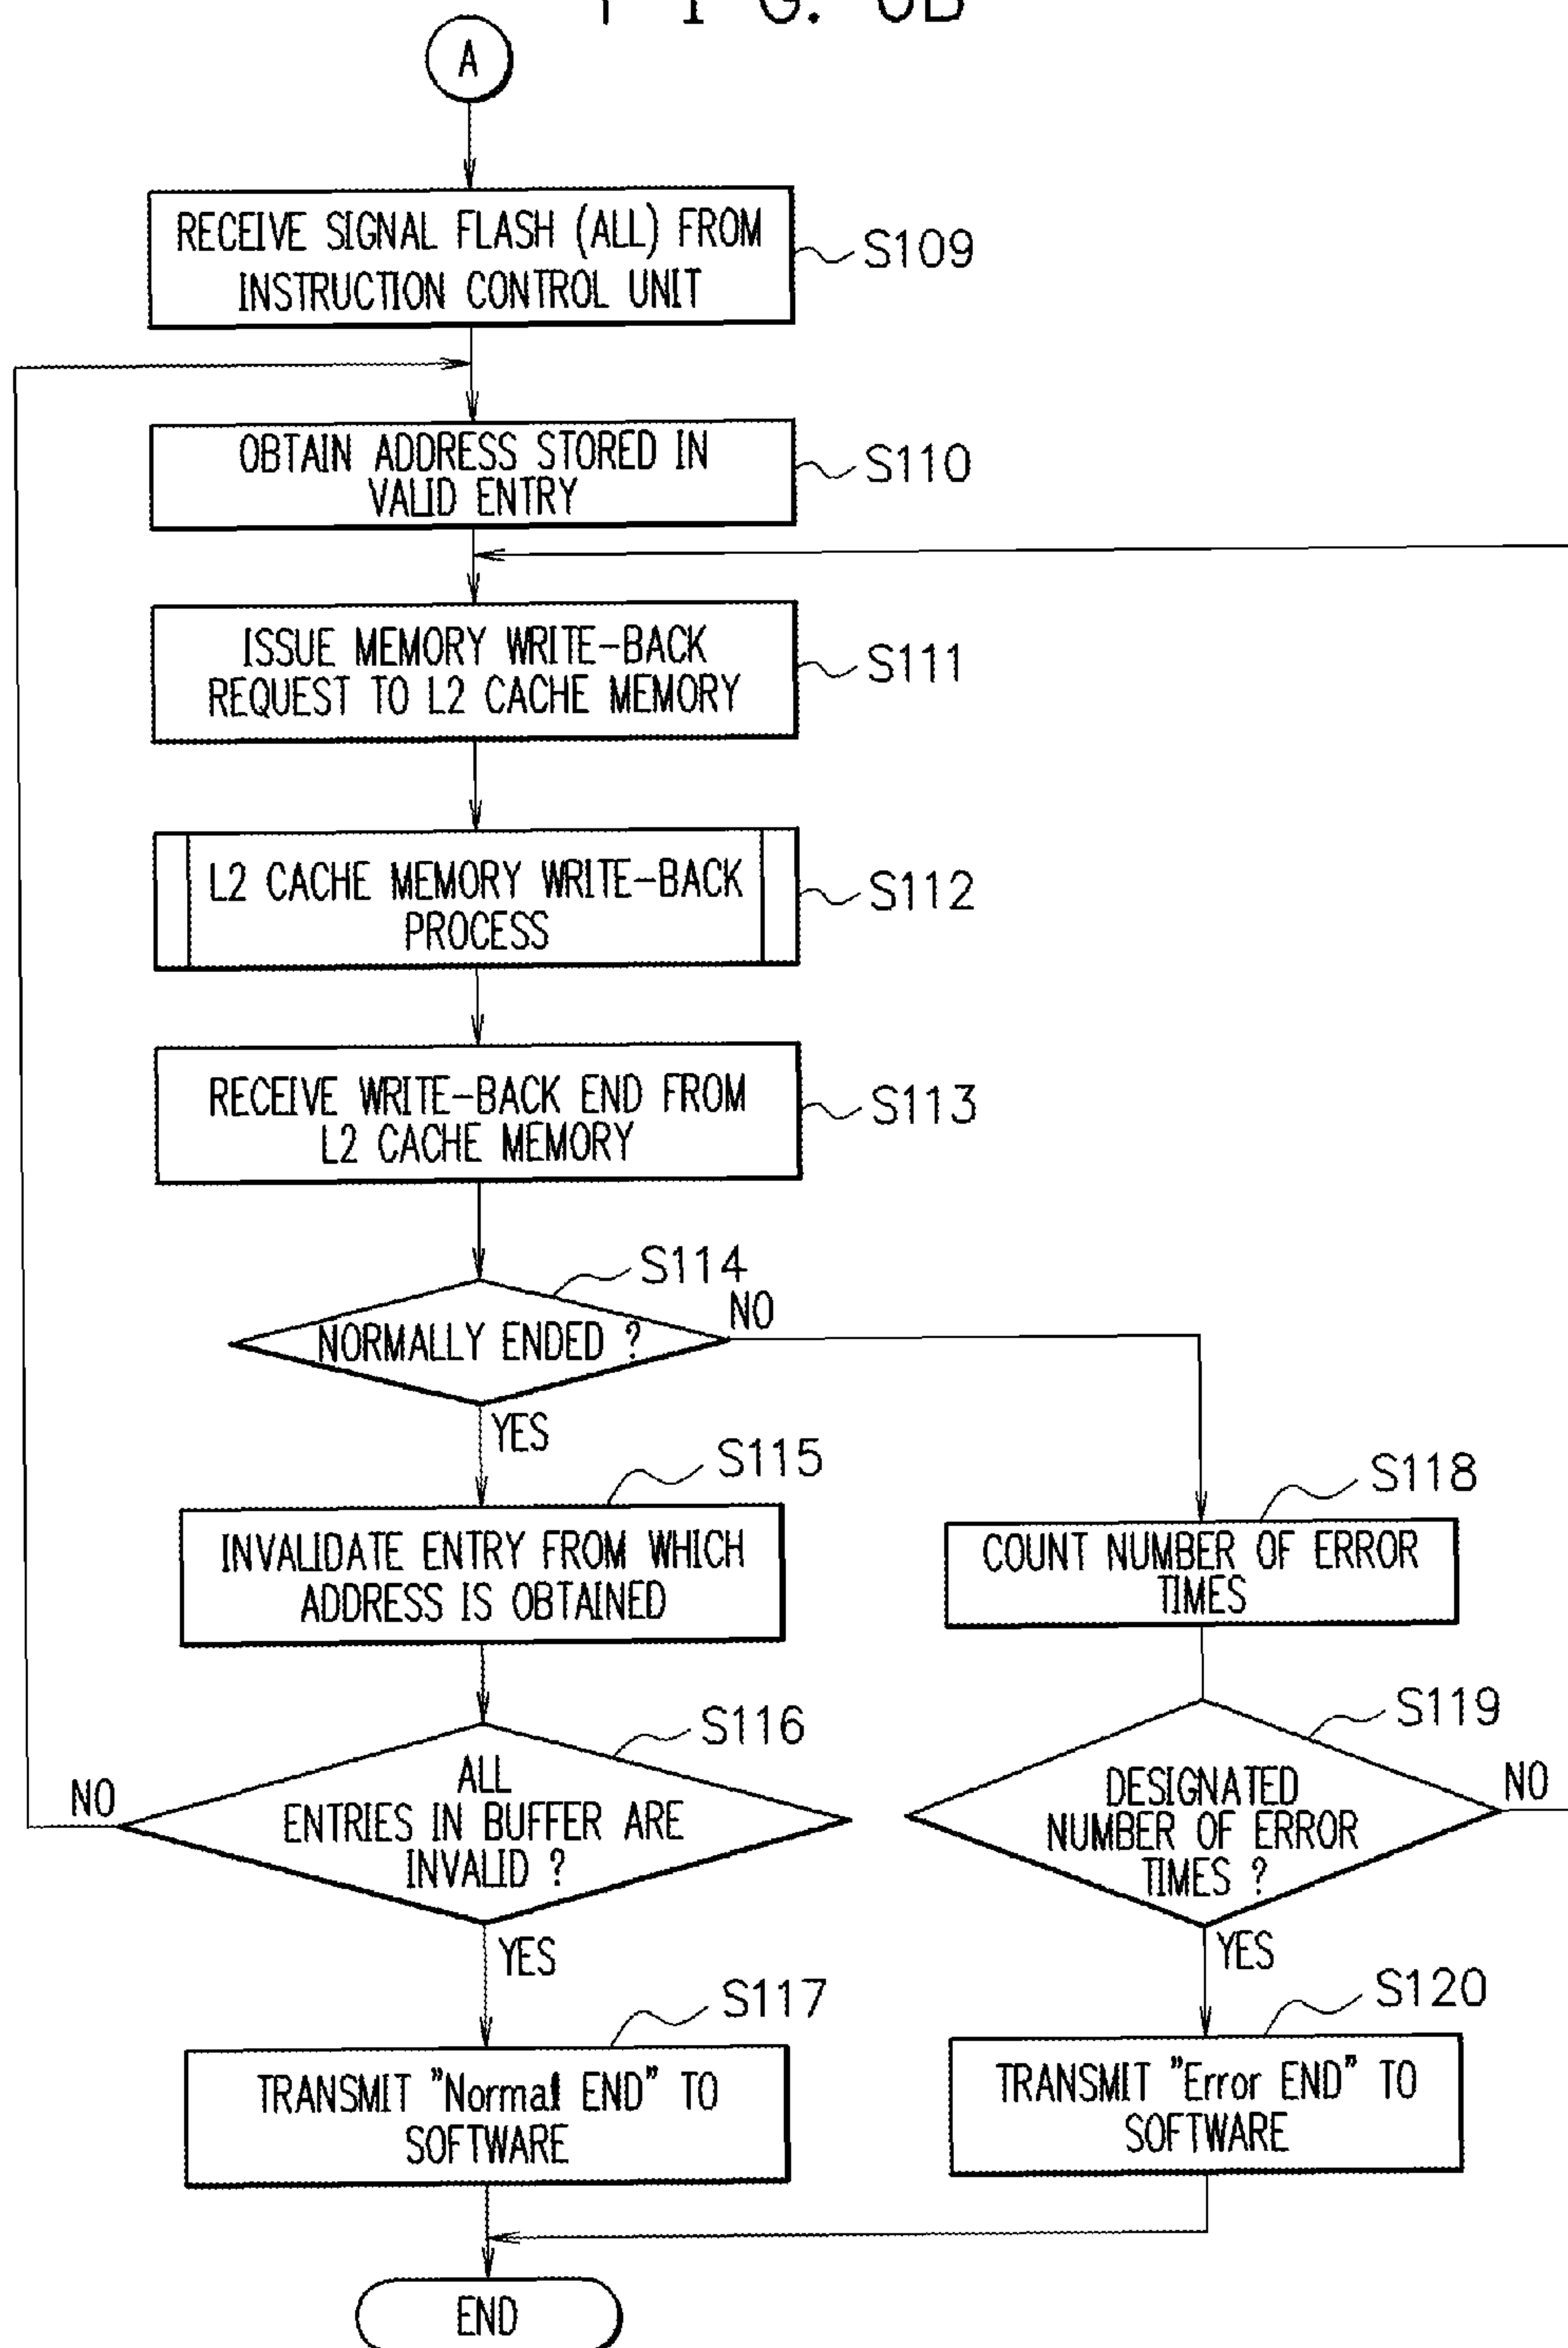 A
RECEIVE SIGNAL FLASH (ALL) FROM
INSTRUCTION CONTROL UNIT
S109
OBTAIN ADDRESS STORED IN
VALID ENTRY
S110
ISSUE MEMORY WRITE-BACK
REQUEST TO L2 CACHE MEMORY
S111
L2 CACHE MEMORY WRITE-BACK
PROCESS
S112
RECEIVE WRITE-BACK END FROM
L2 CACHE MEMORY
S113
S114
NORMALLY ENDED ?
NO
YES
S115
INVALIDATE ENTRY FROM WHICH
ADDRESS IS OBTAINED
S118
COUNT NUMBER OF ERROR
TIMES
S116
ALL
ENTRIES IN BUFFER ARE
INVALID ?
NO
YES
S119
DESIGNATED
NUMBER OF ERROR
TIMES ?
NO
YES
S117
TRANSMIT "Normal END" TO
SOFTWARE
S120
TRANSMIT "Error END" TO
SOFTWARE
END